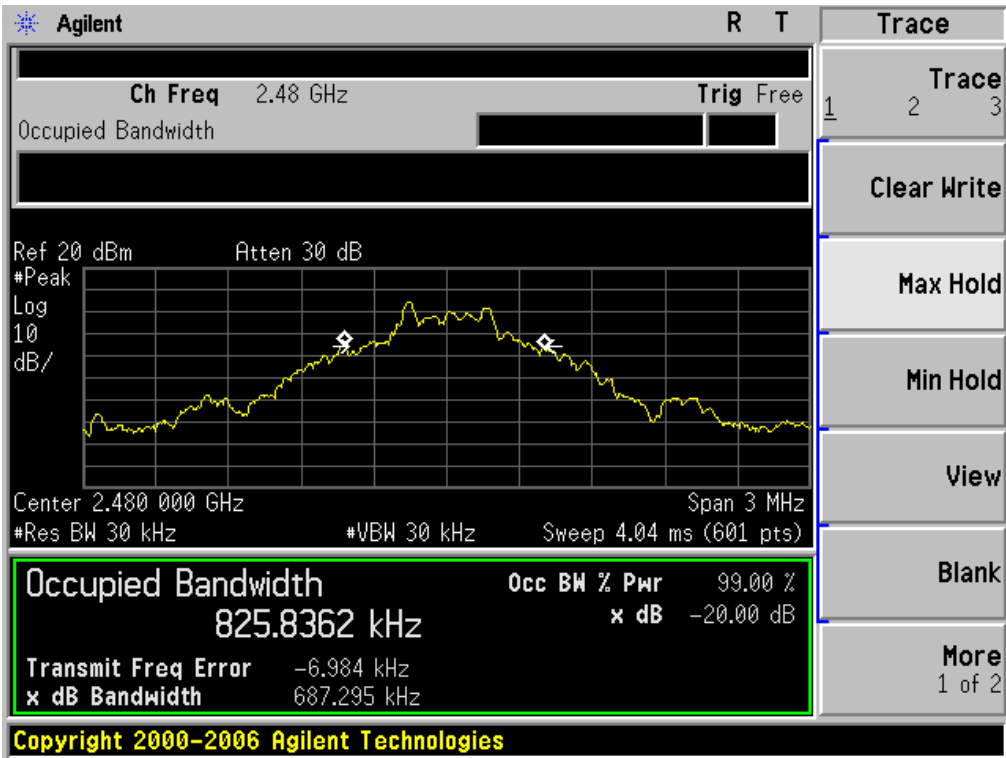 Agilent R T
Ch Freq 2.48 GHz Trig Free
Occupied Bandwidth
Ref 20 dBm Atten 30 dB
#Peak
Log
10
dB/
Center 2.480 000 GHz Span 3 MHz
#Res BW 30 kHz #VBW 30 kHz Sweep 4.04 ms (601 pts)
Occupied Bandwidth Occ BW % Pwr 99.00 %
825.8362 kHz x dB -20.00 dB
Transmit Freq Error -6.984 kHz
x dB Bandwidth 687.295 kHz
Copyright 2000-2006 Agilent Technologies
Trace
Trace
1 2 3
Clear Write
Max Hold
Min Hold
View
Blank
More
1 of 2